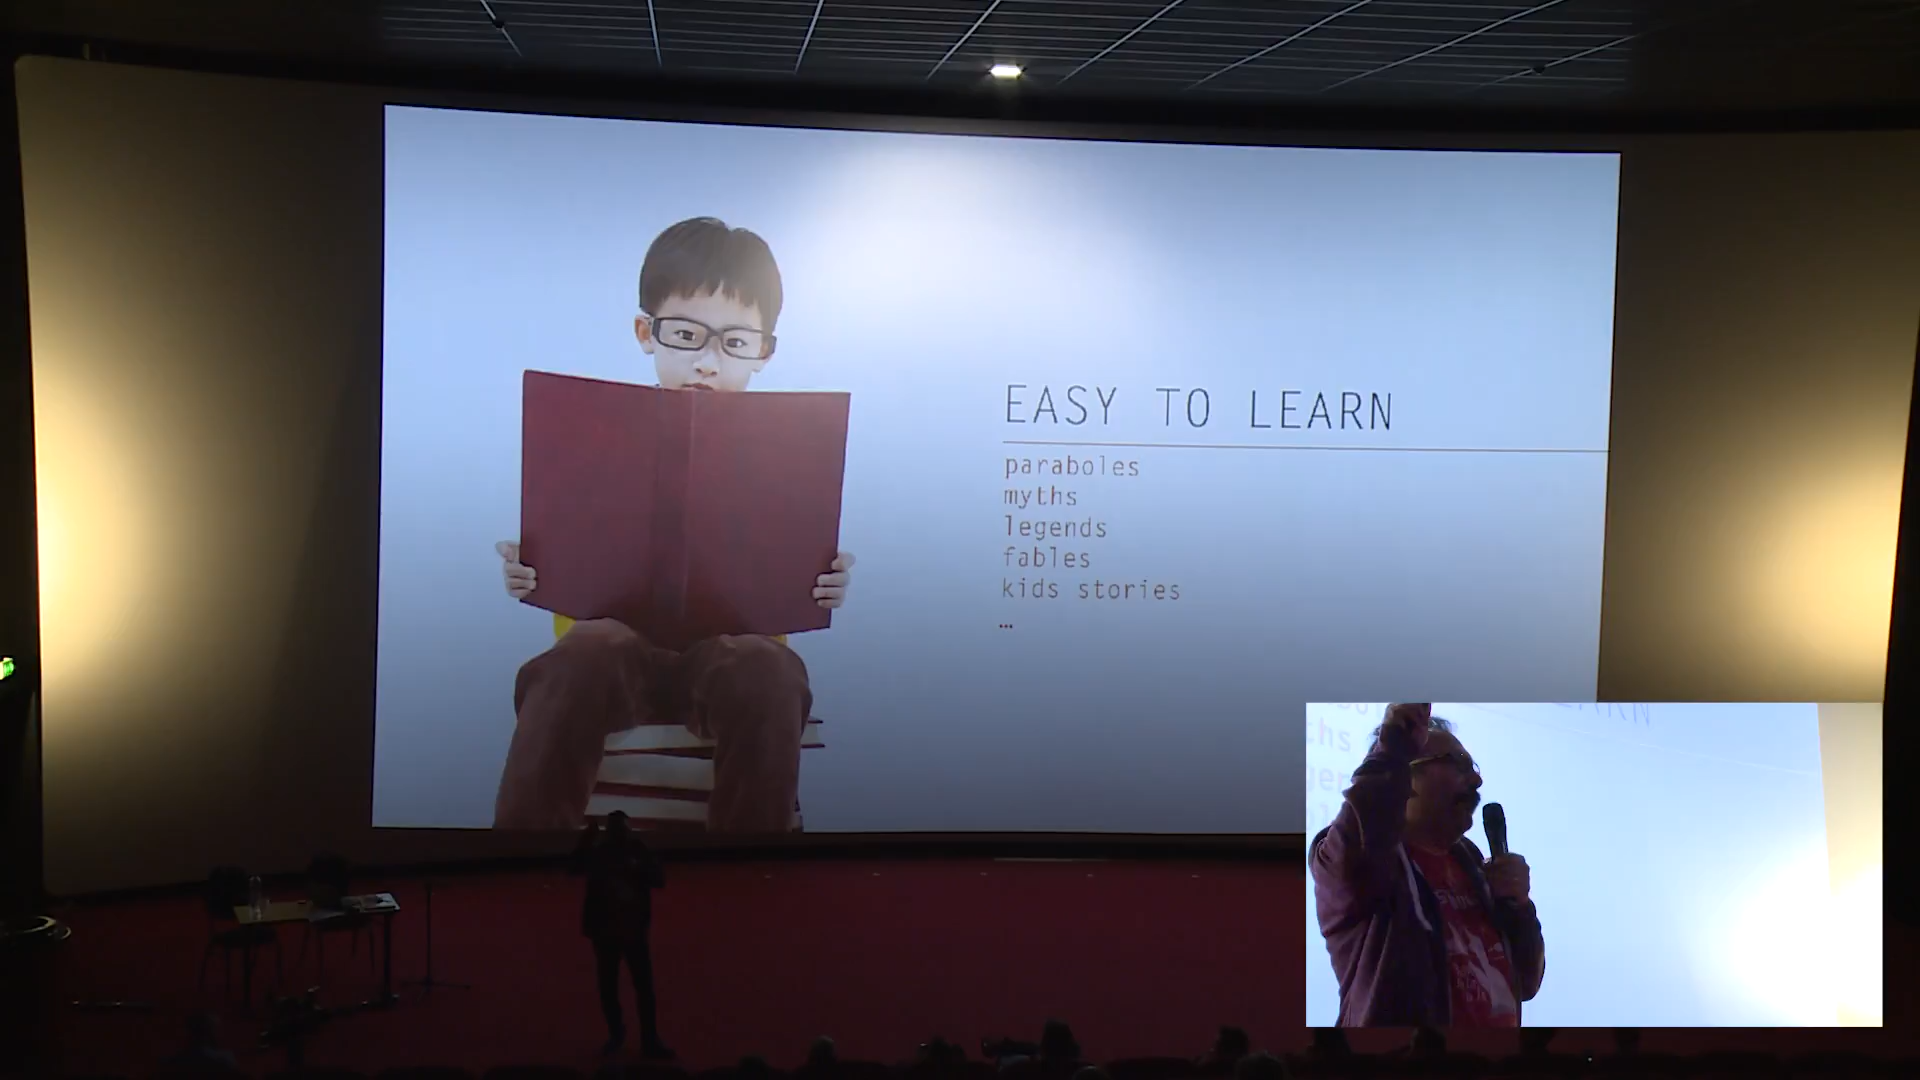 EASY TO LEARN
paraboles
myths
legends
fables
kids stories
...